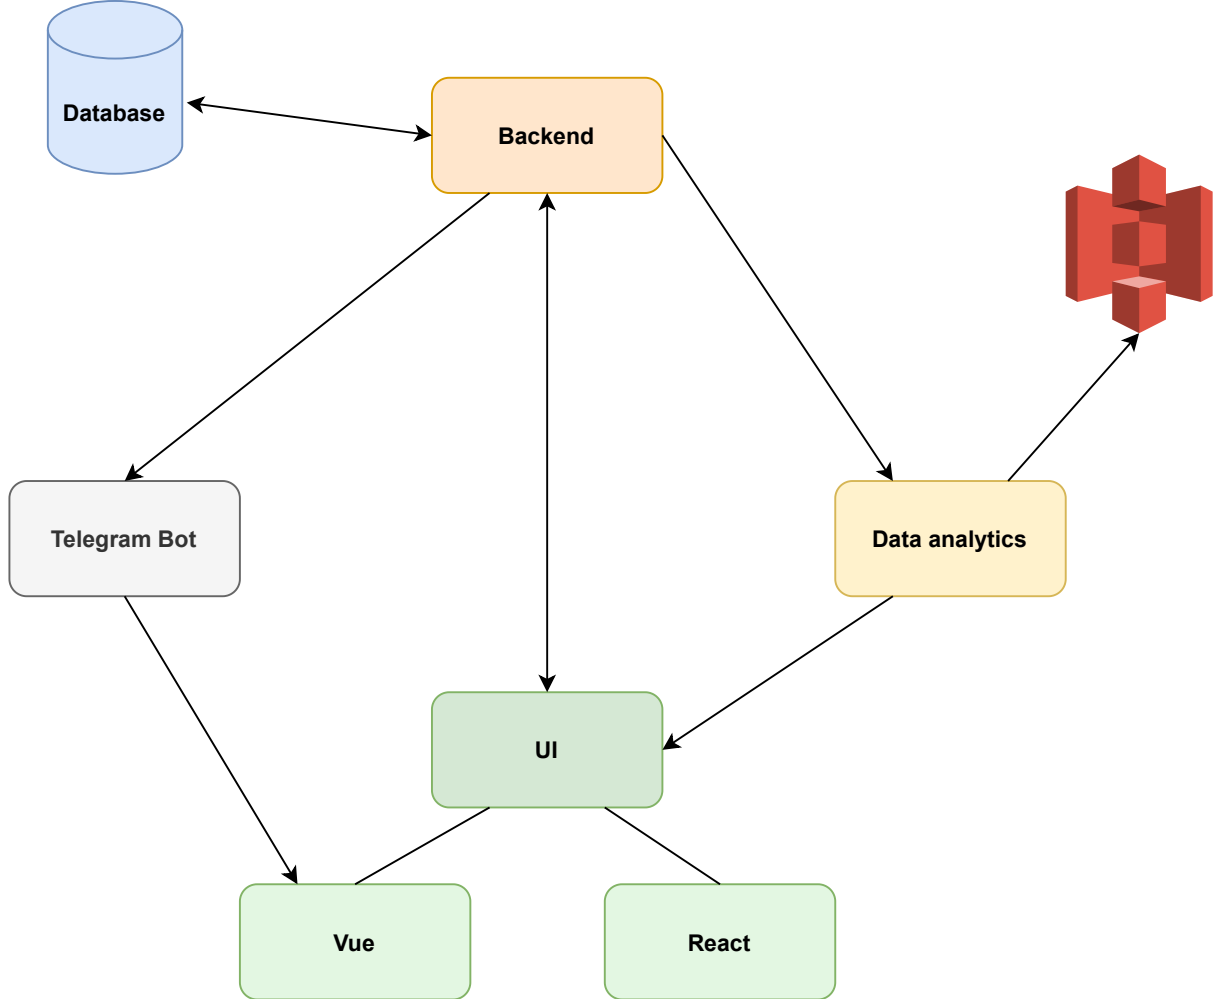 Database
Backend
Telegram Bot
Data analytics
UI
Vue
React